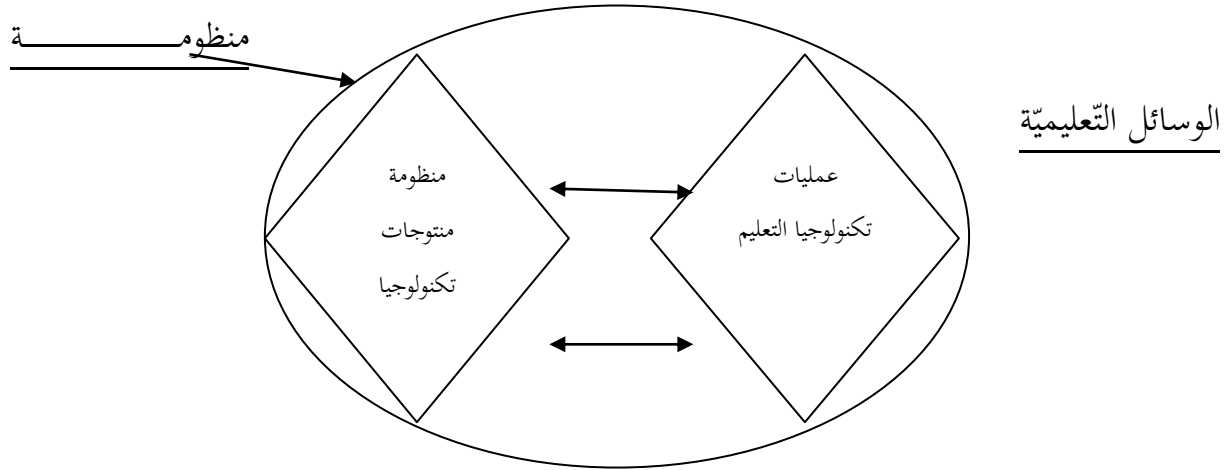 منظومـــــــــــة
الوسائل التّعليميّة
عمليات
تكنولوجيا التعليم
منظومة
منتوجات
تكنولوجيا